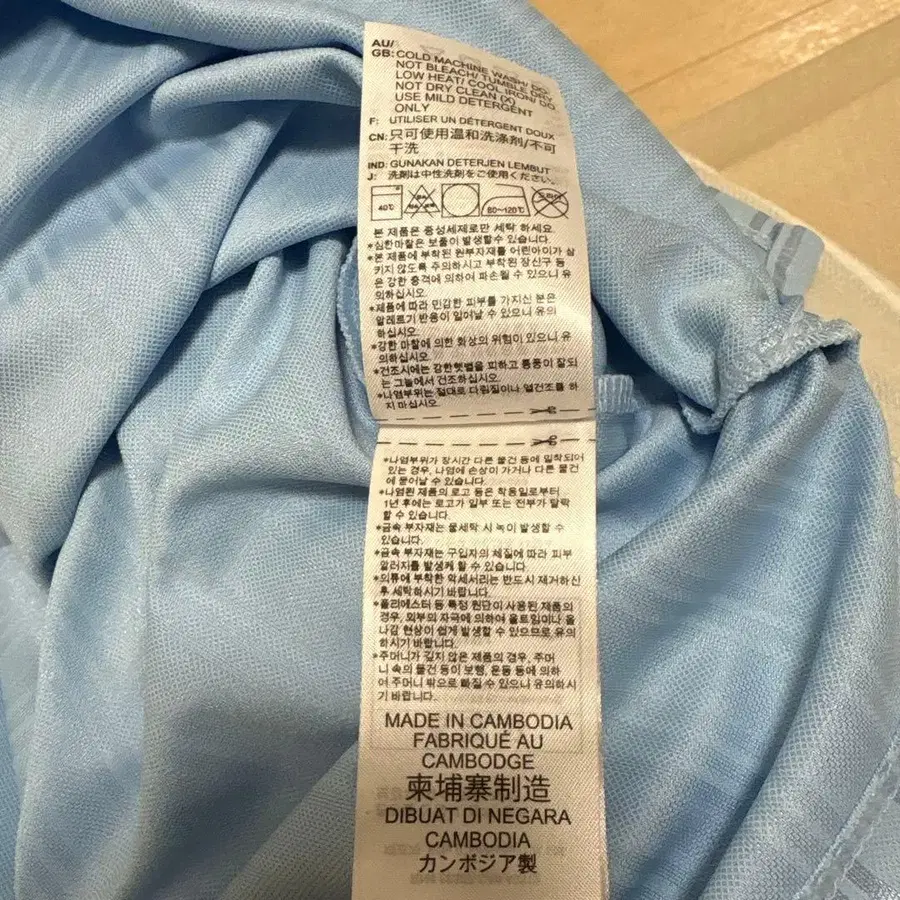 AU/
GB: COLD MACHINE WASH/ DO
NOT BLEACH/ TUMBLE DRY
LOW HEAT/ COOL IRON/ DO
NOT DRY CLEAN (X)
USE MILD DETERGENT
ONLY
F: UTILISER UN DÉTERGENT DOUX
CN: 只可使用温和洗涤剂/不可
干洗
IND: GUNAKAN DETERJEN LEMBUT
J: 洗剤は中性洗剤をご使用ください。
40℃
80~120℃
본 제품은 중성세제로만 세탁 하세요.
*심한마찰은 보풀이 발생할수 있습니다.
*본 제품에 부착된 원부자재를 어린아이가 삼
키지 않도록 주의하시고 부착된 장신구 등
은 강한 충격에 의하여 파손될 수 있으니 유
의하십시오.
*제품에 따라 민감한 피부를 가지신 분은
알레르기 반응이 일어날 수 있으니 유의
하십시오.
*강한 마찰에 의한 화상의 위험이 있으니 유
의하십시오.
*건조시에는 강한햇볕을 피하고 통풍이 잘되
는 그늘에서 건조하십시오.
*나염부위는 절대로 다림질이나 열건조를 하
지 마십시오.
*나염부위가 장시간 다른 물건 등에 밀착되어
있는 경우, 나염에 손상이 가거나 다른 물건
에 묻어날 수 있습니다.
*나염된 제품의 로고 등은 착용일로부터
1년 후에는 로고가 일부 또는 전부가 탈락
할 수 있습니다.
*금속 부자재는 물세탁 시 녹이 발생할 수
있습니다.
*금속 부자재는 구입자의 체질에 따라 피부
알러지를 발생케 할 수 있습니다.
*의류에 부착한 악세서리는 반드시 제거하신
후 세탁하시기 바랍니다.
*폴리에스터 등 특정 원단이 사용된 제품의
경우, 외부의 자극에 의하여 올트임이나 올
나감 현상이 쉽게 발생할 수 있으므로 유의
하시기 바랍니다.
*주머니가 깊지 않은 제품의 경우, 주머
니 속의 물건 등이 보행, 운동 등에 의하
여 주머니 밖으로 빠질 수 있으니 유의하시
기 바랍니다.
MADE IN CAMBODIA
FABRIQUÉ AU
CAMBODGE
柬埔寨制造
DIBUAT DI NEGARA
CAMBODIA
カンボジア製